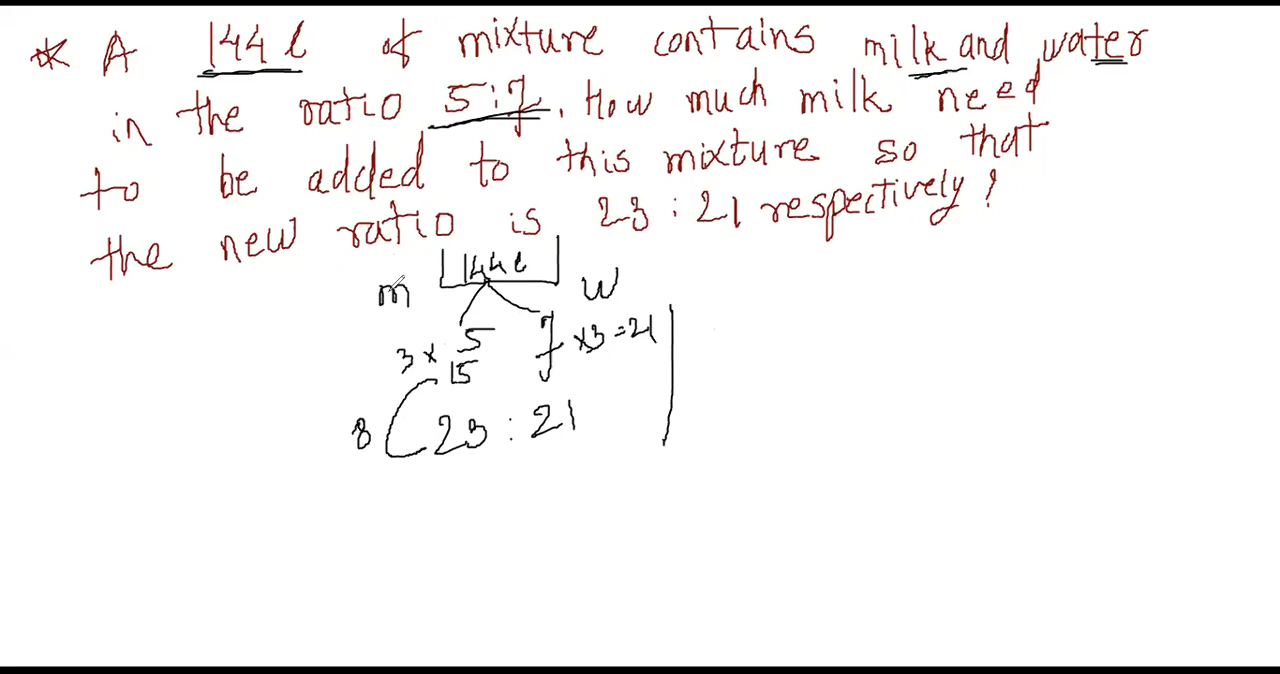 * A 144 l of mixture contains milk and water
in the ratio 5:7. How much milk need
to be added to this mixture so that
the new ratio is 23 : 21 respectively?
144 l
m w
3 × 5 7 × 3 = 21
15
8 23 : 21